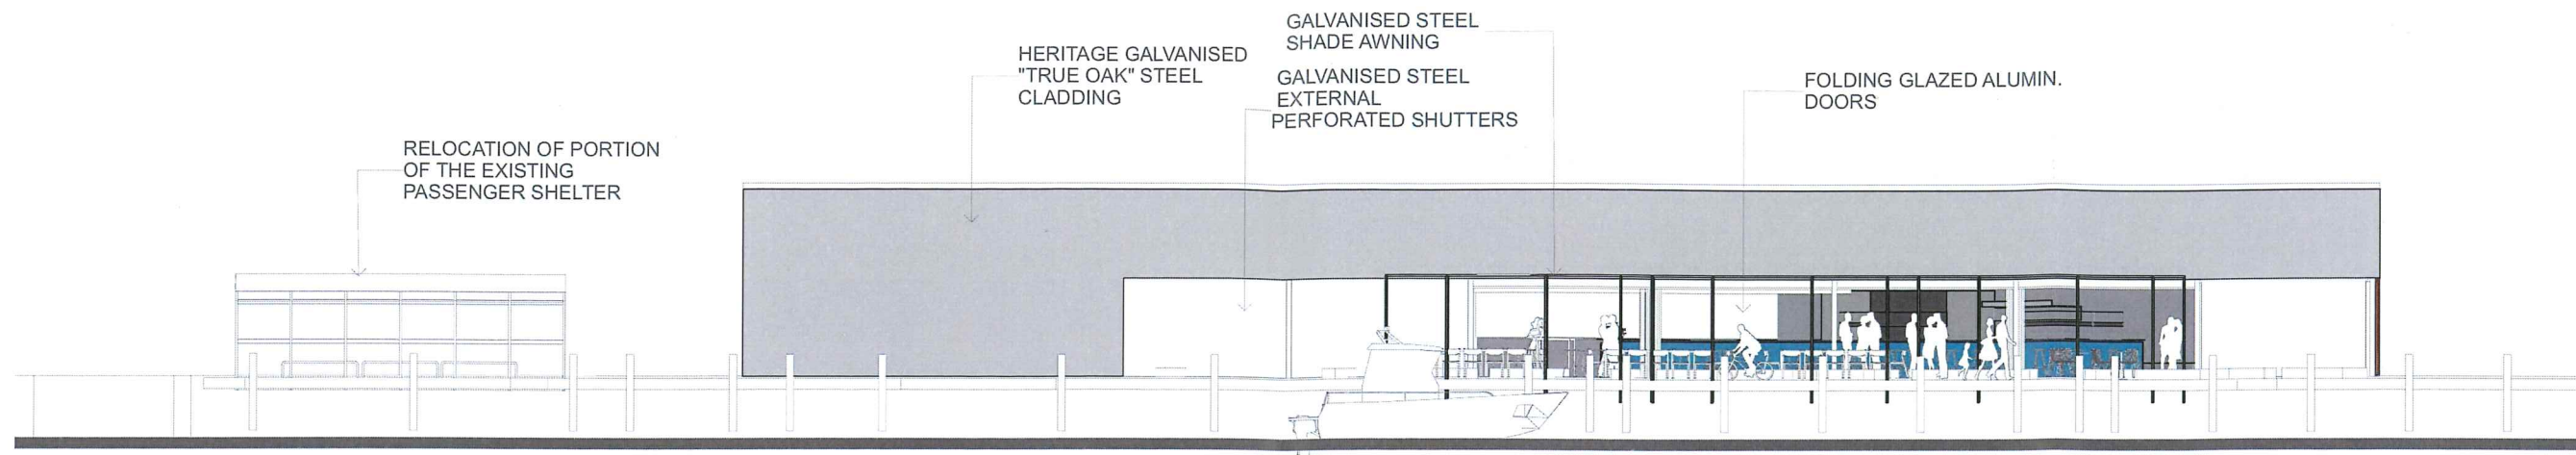 RELOCATION OF PORTION
OF THE EXISTING
PASSENGER SHELTER
HERITAGE GALVANISED
"TRUE OAK" STEEL
CLADDING
GALVANISED STEEL
SHADE AWNING
GALVANISED STEEL
EXTERNAL
PERFORATED SHUTTERS
FOLDING GLAZED ALUMIN.
DOORS